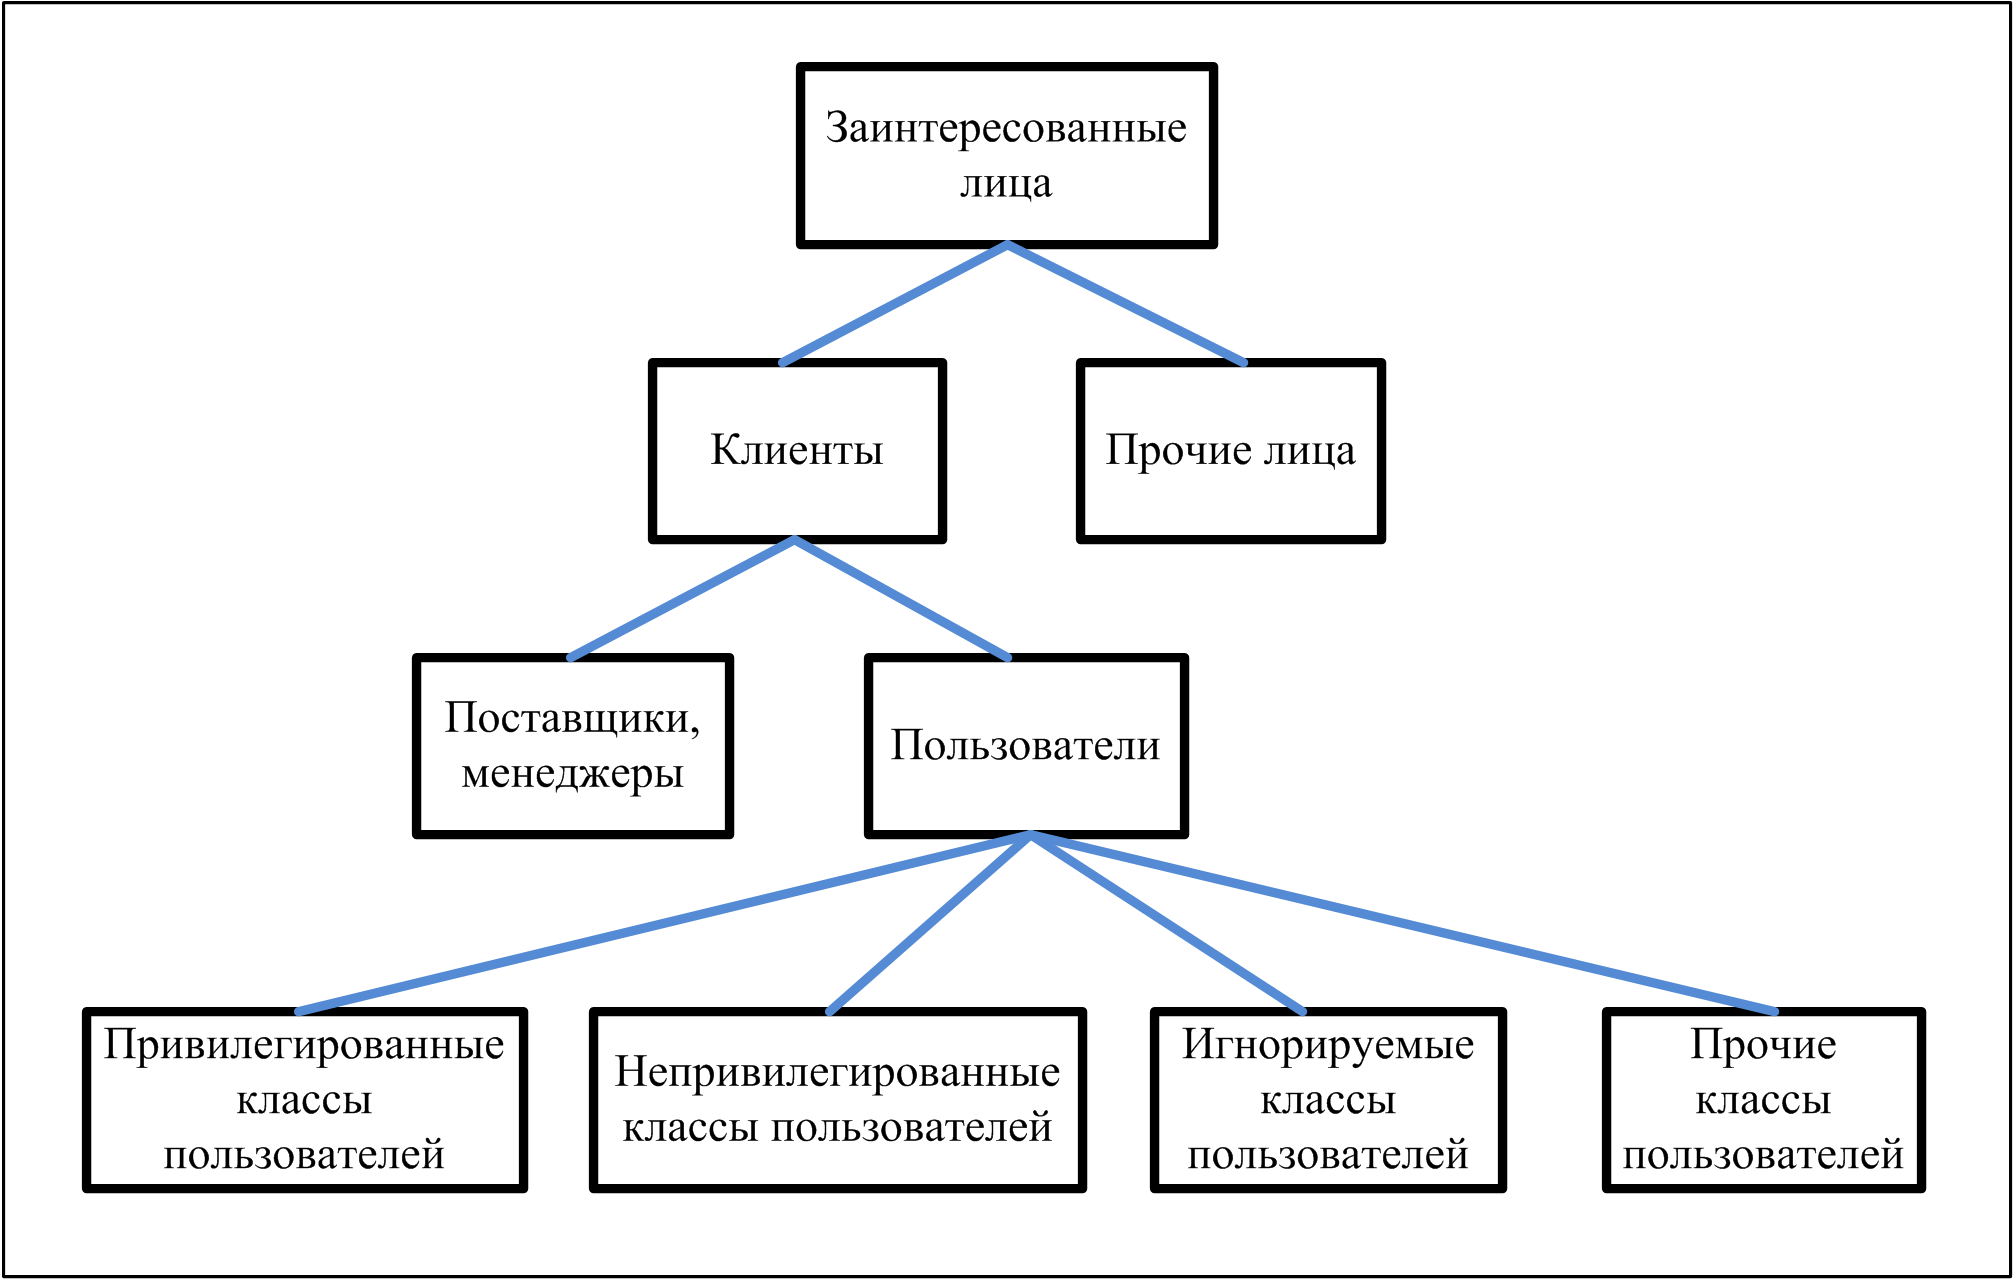 Заинтересованные
лица
Клиенты
Прочие лица
Поставщики,
менеджеры
Пользователи
Привилегированные
классы
пользователей
Непривилегированные
классы пользователей
Игнорируемые
классы
пользователей
Прочие
классы
пользователей